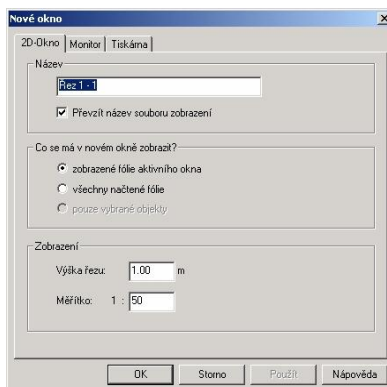 Nové okno
2D-Okno Monitor Tiskárna
Název
Řez 1 - 1
Převzít název souboru zobrazení
Co se má v novém okně zobrazit?
zobrazené fólie aktivního okna
všechny načtené fólie
pouze vybrané objekty
Zobrazení
Výška řezu: 1.00 m
Měřítko: 1 : 50
OK Storno Použít Nápověda